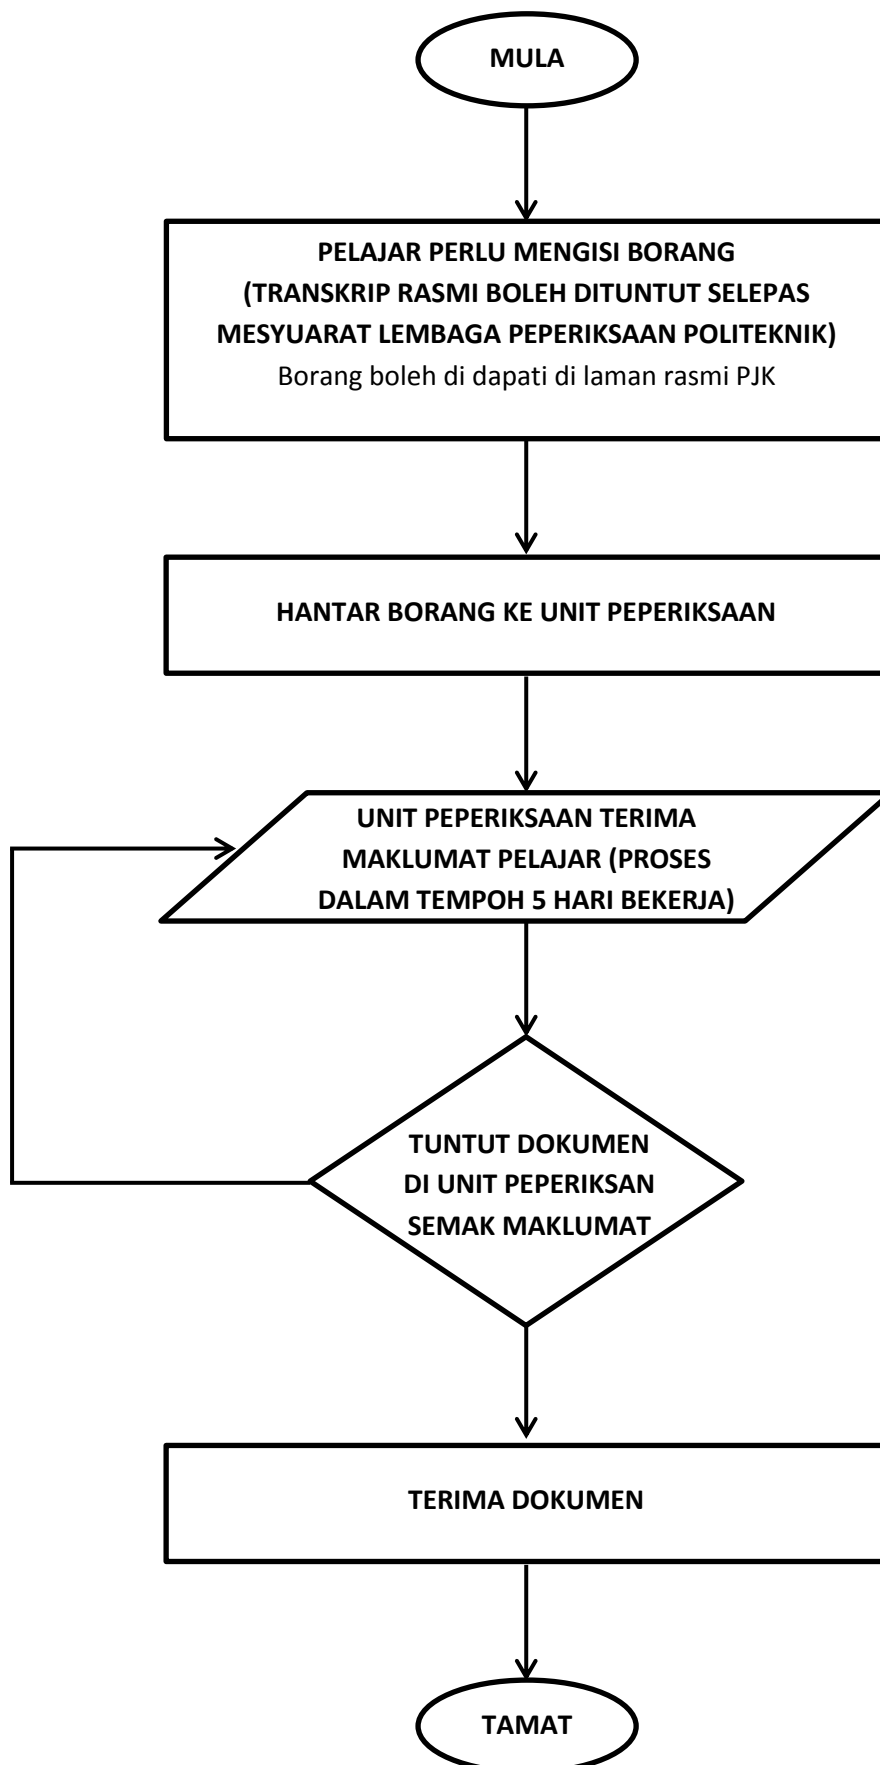 MULA
PELAJAR PERLU MENGISI BORANG
(TRANSKRIP RASMI BOLEH DITUNTUT SELEPAS
MESYUARAT LEMBAGA PEPERIKSAAN POLITEKNIK)
Borang boleh di dapati di laman rasmi PJK
HANTAR BORANG KE UNIT PEPERIKSAAN
UNIT PEPERIKSAAN TERIMA
MAKLUMAT PELAJAR (PROSES
DALAM TEMPOH 5 HARI BEKERJA)
TUNTUT DOKUMEN
DI UNIT PEPERIKSAN
SEMAK MAKLUMAT
TERIMA DOKUMEN
TAMAT